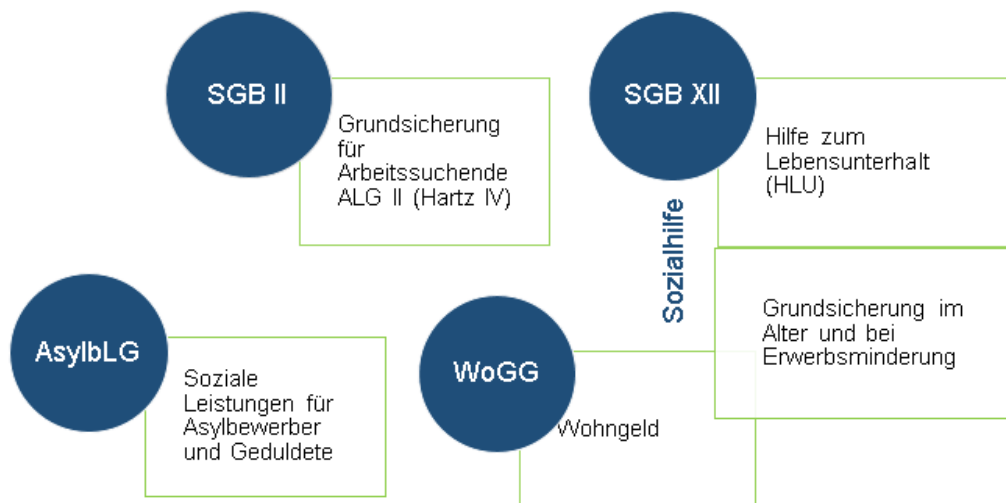 SGB II
Grundsicherung
für
Arbeitssuchende
ALG II (Hartz IV)
SGB XII
Hilfe zum
Lebensunterhalt
(HLU)
Sozialhilfe
Grundsicherung im
Alter und bei
Erwerbsminderung
AsylbLG
Soziale
Leistungen für
Asylbewerber
und Geduldete
WoGG
Wohngeld